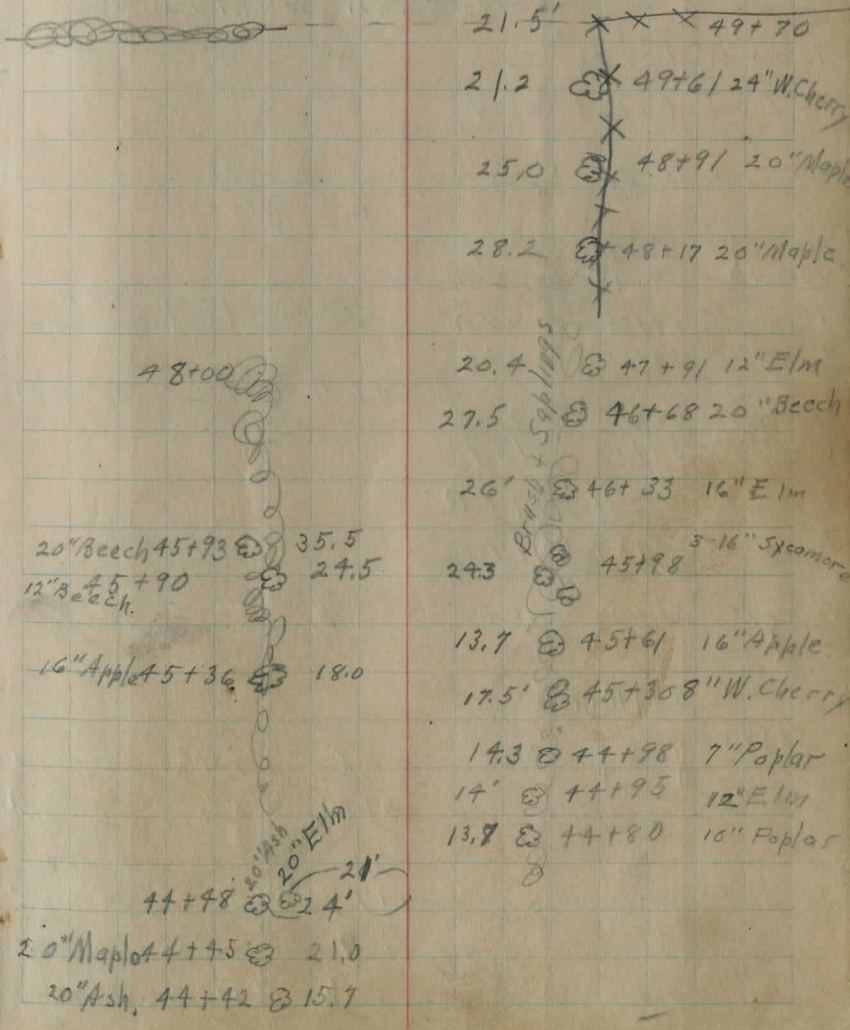 48+00
20"Beech 45+93 35.5
12"Beech. 45+90 24.5
16"Apple 45+36 18.0
20"Ash
20"Elm
21'
44+48 24'
20"Maple 44+45 21.0
20"Ash, 44+42 15.7
21.5' 49+70
21.2 49+61 24"W.Cherry
25.0 48+91 20"Maple
28.2 48+17 20"Maple
Brush + Saplings
20.4 47+91 12"Elm
27.5 46+68 20"Beech
26' 46+33 16"Elm
24.3 45+98 3-16"Sycamore
13.7 45+61 16"Apple.
17.5' 45+30 8"W.Cherry
14.3 44+98 7"Poplar
14' 44+95 12"Elm
13.7 44+80 Poplar